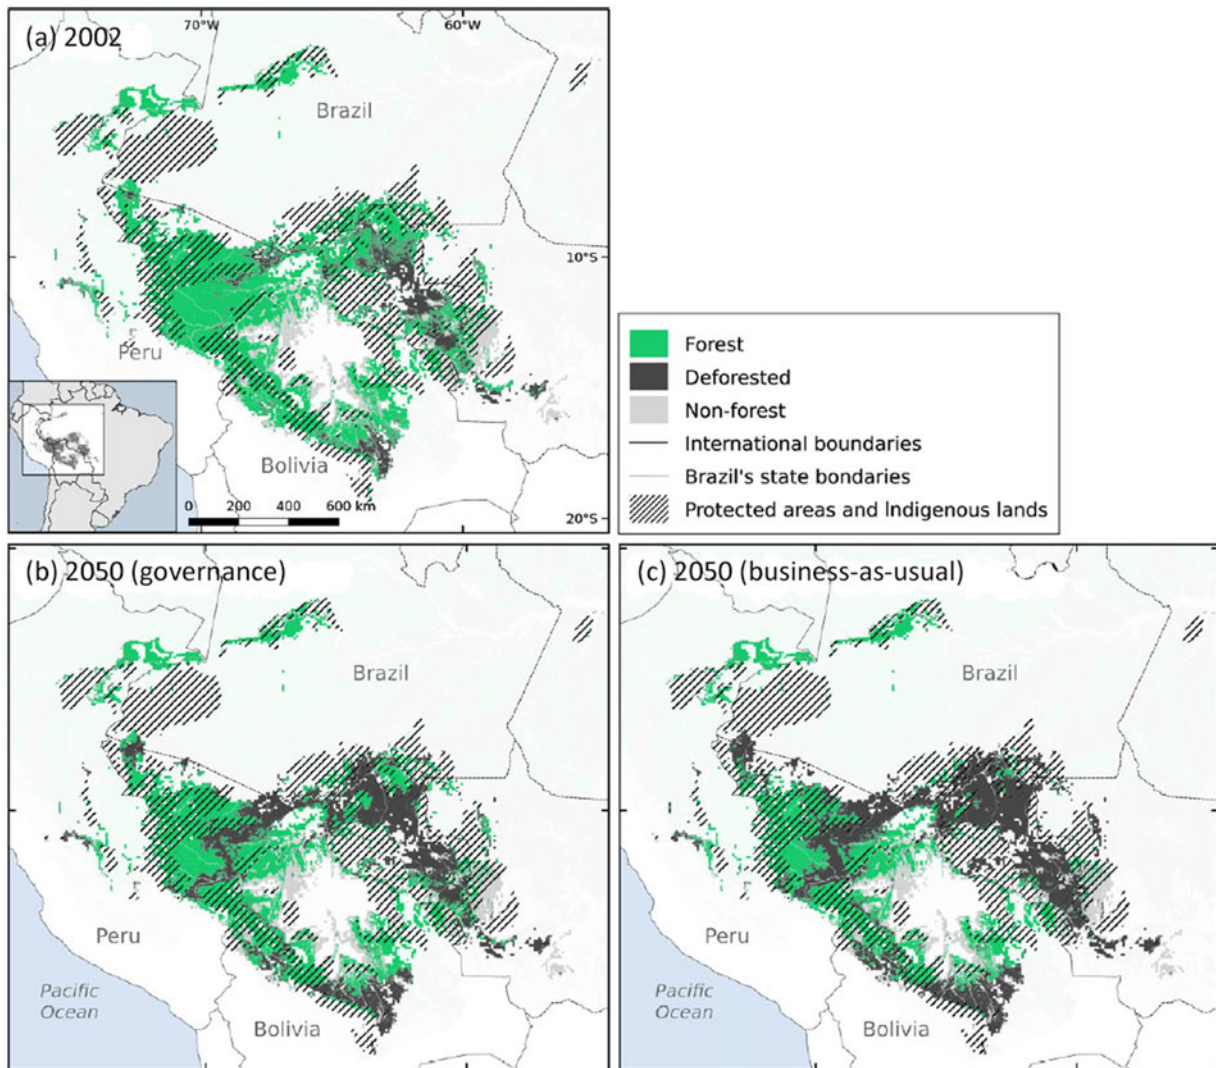 70°W 60°W
(a) 2002
Brazil
10°S
Peru
Bolivia
0 200 400 600 km
20°S
Forest
Deforested
Non-forest
International boundaries
Brazil's state bondaries
Protected areas and Indigenous lands
(b) 2050 (governance)
Brazil
Peru
Pacific
Ocean
Bolivia
(c) 2050 (business-as-usual)
Brazil
Peru
Pacific
Ocean
Bolivia